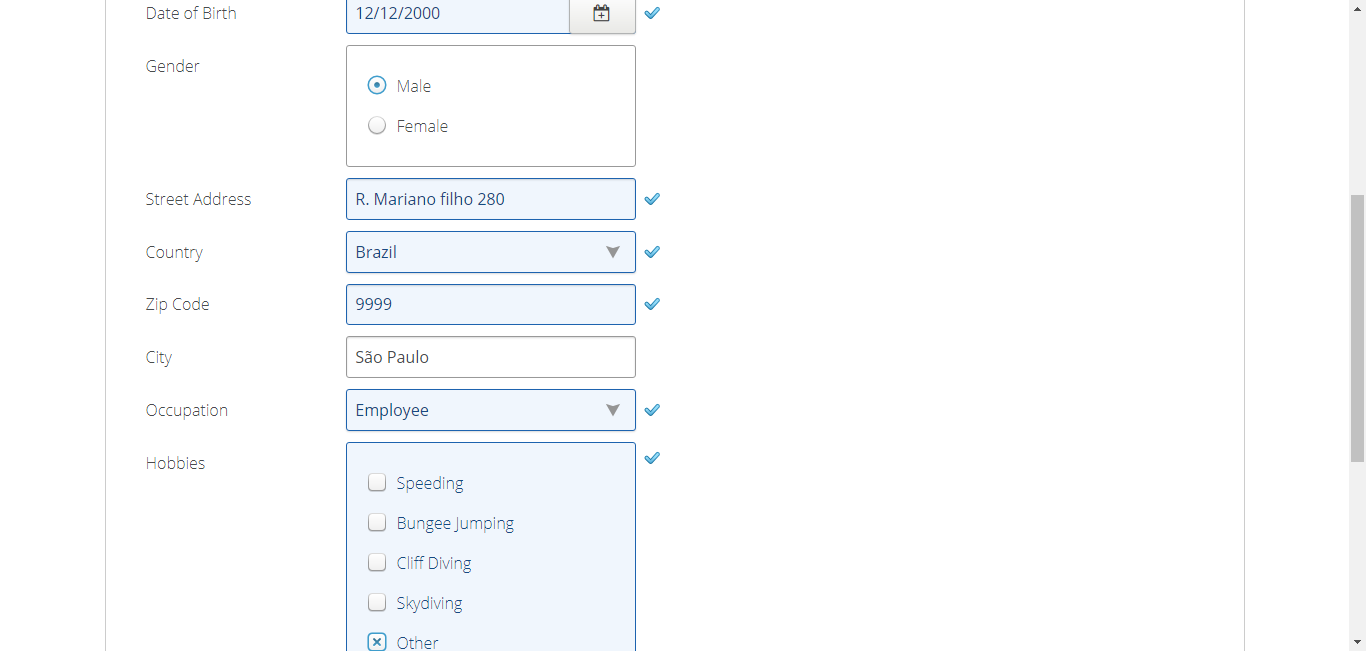 Date of Birth 12/12/2000
Gender
Male
Female
Street Address R. Mariano filho 280
Country Brazil
Zip Code 9999
City São Paulo
Occupation Employee
Hobbies
Speeding
Bungee Jumping
Cliff Diving
Skydiving
Other